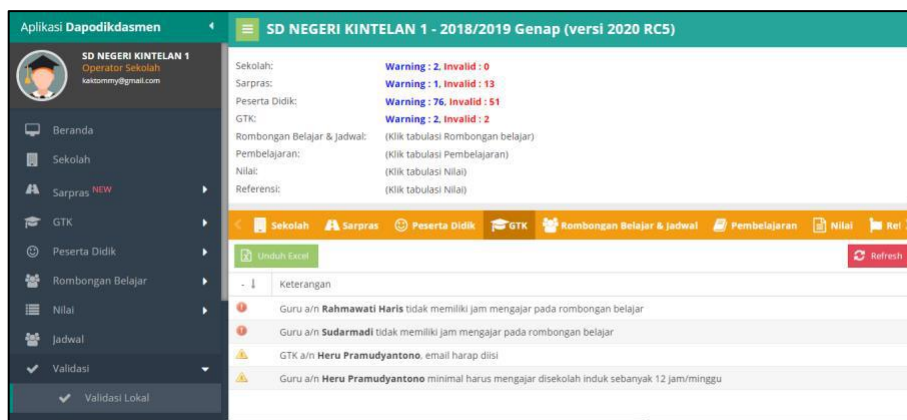 Aplikasi Dapodikdasmen
SD NEGERI KINTELAN 1 - 2018/2019 Genap (versi 2020 RC5)
SD NEGERI KINTELAN 1
Operator Sekolah
kaktommy@gmail.com
Beranda
Sekolah
Sarpras NEW
GTK
Peserta Didik
Rombongan Belajar
Nilai
Jadwal
Validasi
Validasi Lokal
Sekolah: Warning : 2, Invalid : 0
Sarpras: Warning : 1, Invalid : 13
Peserta Didik: Warning : 76, Invalid : 51
GTK: Warning : 2, Invalid : 2
Rombongan Belajar & Jadwal: (Klik tabulasi Rombongan belajar)
Pembelajaran: (Klik tabulasi Pembelajaran)
Nilai: (Klik tabulasi Nilai)
Referensi: (Klik tabulasi Nilai)
Sekolah Sarpras Peserta Didik GTK Rombongan Belajar & Jadwal Pembelajaran Nilai Ref
Unduh Excel Refresh
Keterangan
Guru a/n Rahmawati Haris tidak memiliki jam mengajar pada rombongan belajar
Guru a/n Sudarmadi tidak memiliki jam mengajar pada rombongan belajar
GTK a/n Heru Pramudyantono, email harap diisi
Guru a/n Heru Pramudyantono minimal harus mengajar disekolah induk sebanyak 12 jam/minggu